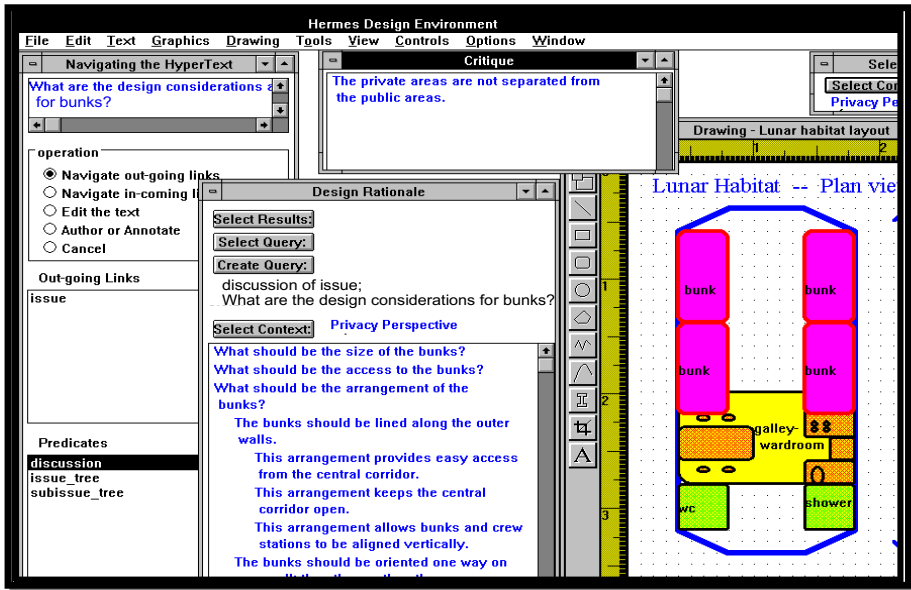 Hermes Design Environment
File Edit Text Graphics Drawing Tools View Controls Options Window
Navigating the HyperText
What are the design considerations
for bunks?
operation
Navigate out-going links
Navigate in-coming
Edit the text
Author or Annotate
Cancel
Out-going Links
issue
Predicates
discussion
issue_tree
subissue_tree
Critique
The private areas are not separated from
the public areas.
Design Rationale
Select Results:
Select Query:
Create Query:
discussion of issue;
What are the design considerations for bunks?
Select Context: Privacy Perspective
What should be the size of the bunks?
What should be the access to the bunks?
What should be the arrangement of the
bunks?
The bunks should be lined along the outer
walls.
This arrangement provides easy access
from the central corridor.
This arrangement keeps the central
corridor open.
This arrangement allows bunks and crew
stations to be aligned vertically.
The bunks should be oriented one way on
Sele
Select Cor
Privacy Pe
Drawing - Lunar habitat layout
1 2
Lunar Habitat -- Plan vie
bunk bunk
bunk bunk
galley-
wardroom
wc shower
1
2
3
I
A